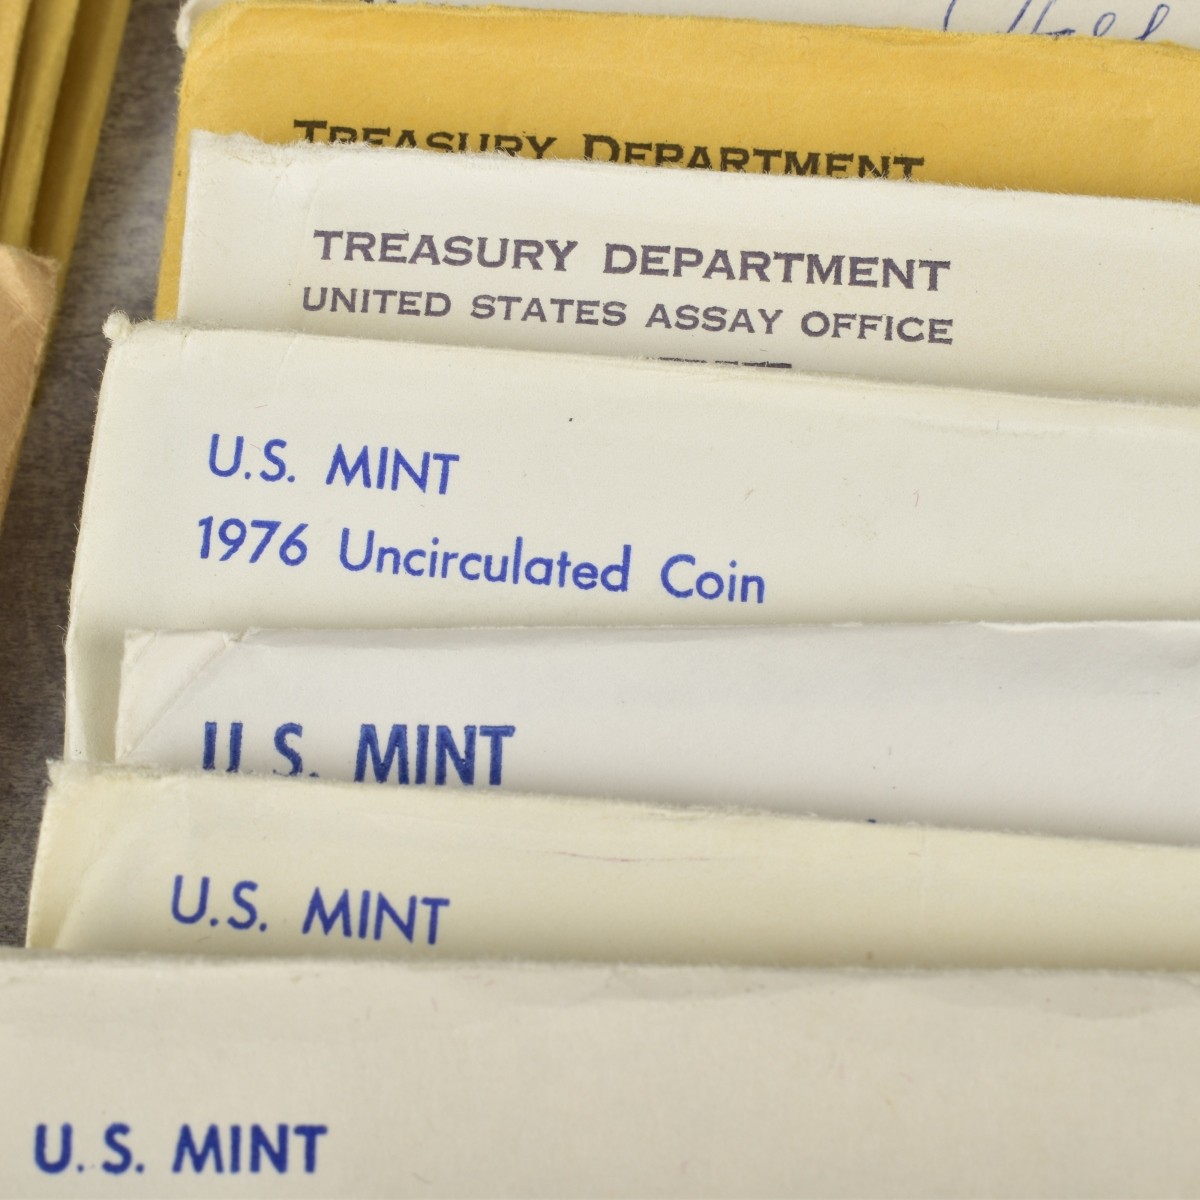 TREASURY DEPARTMENT
TREASURY DEPARTMENT
UNITED STATES ASSAY OFFICE
U.S. MINT
1976 Uncirculated Coin
U.S. MINT
U.S. MINT
U.S. MINT